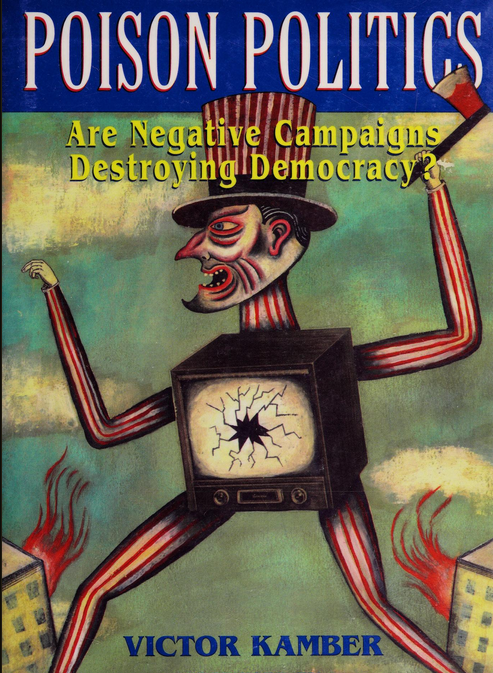 POISON POLITICS
Are Negative Campaigns
Destroying Democracy?
VICTOR KAMBER